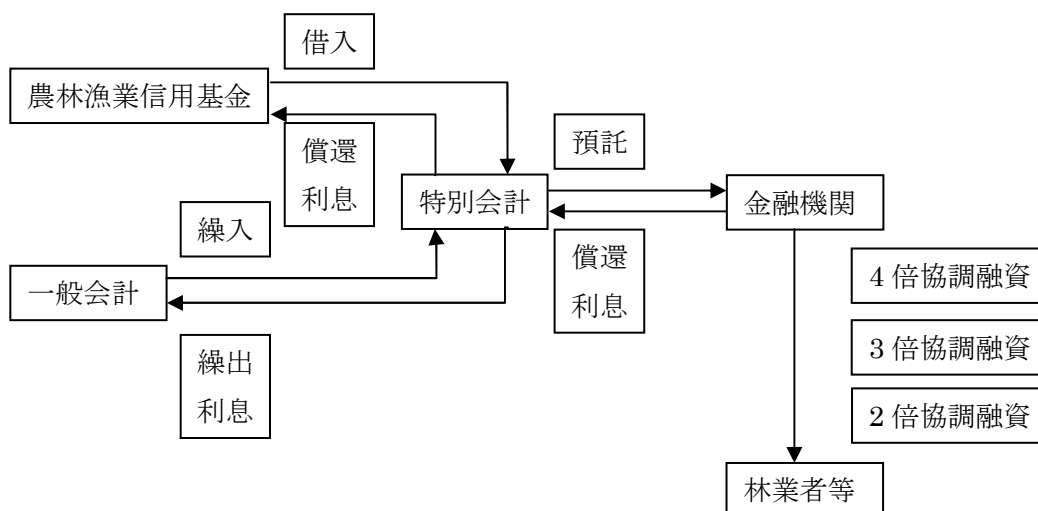 借入
農林漁業信用基金
償還
利息
預託
特別会計
金融機関
繰入
償還
利息
一般会計
4倍協調融資
3倍協調融資
繰出
利息
2倍協調融資
林業者等